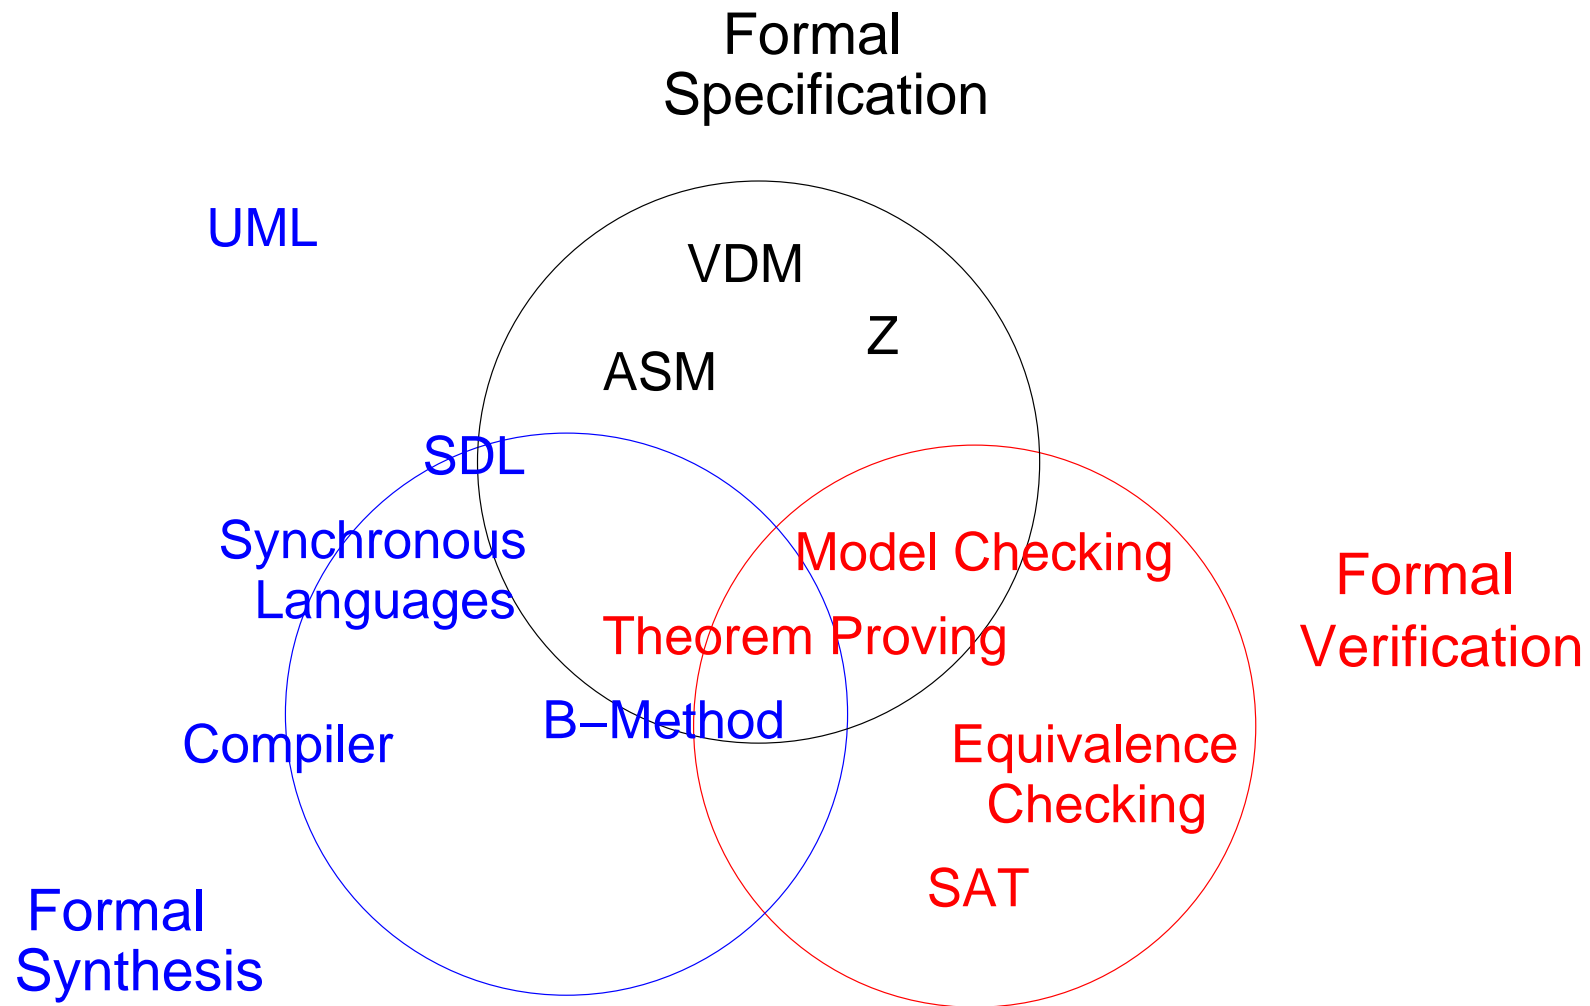 Formal
Specification
UML
VDM
Z
ASM
SDL
Synchronous
Languages
Model Checking
Formal
Verification
Theorem Proving
B–Method
Compiler
Equivalence
Checking
SAT
Formal
Synthesis